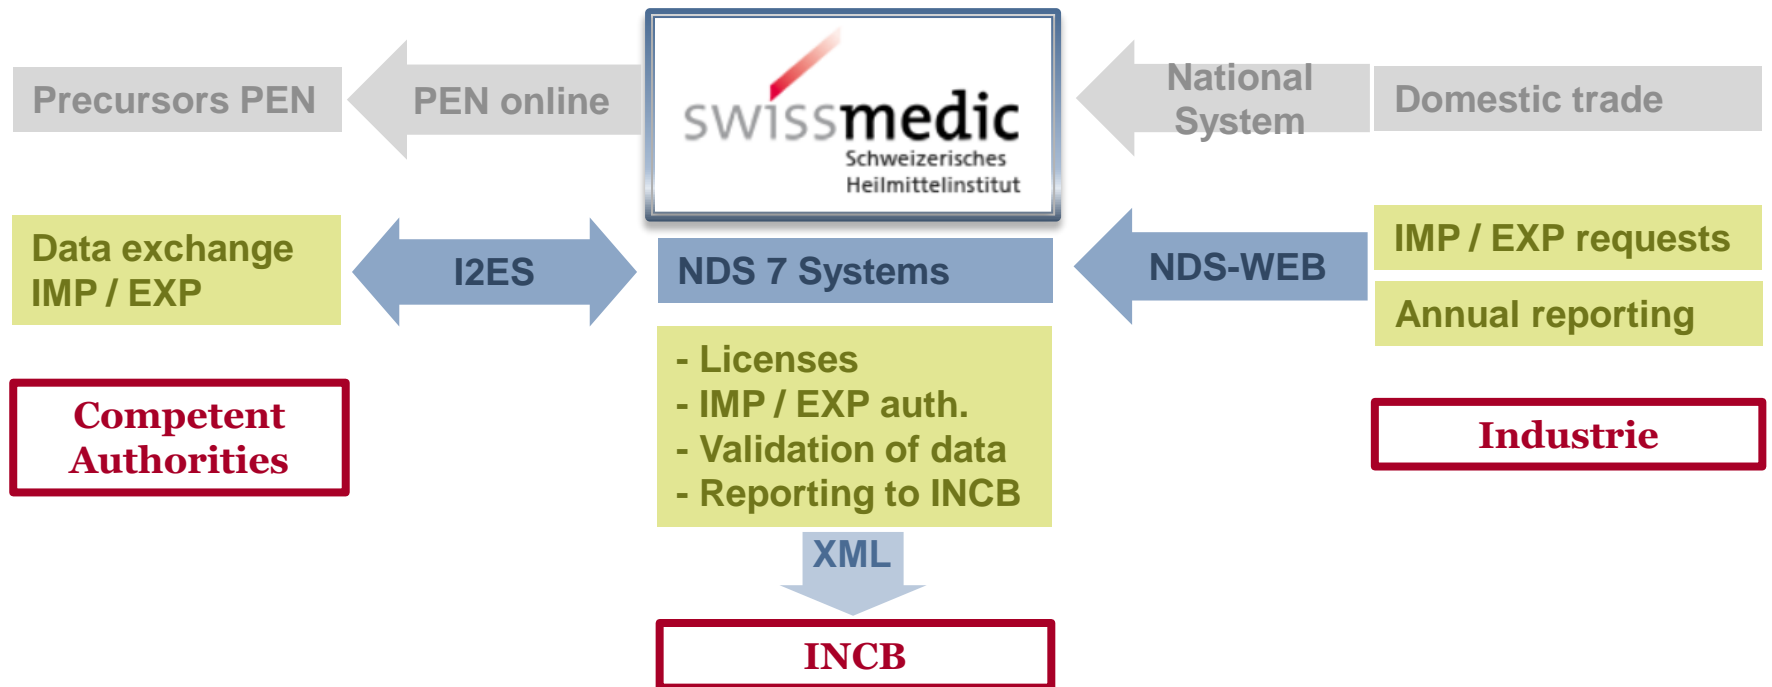 Precursors PEN
PEN online
swissmedic
Schweizerisches
Heilmittelinstitut
National
System
Domestic trade
Data exchange
IMP / EXP
I2ES
NDS 7 Systems
NDS-WEB
IMP / EXP requests
Annual reporting
- Licenses
- IMP / EXP auth.
- Validation of data
- Reporting to INCB
Competent
Authorities
Industrie
XML
INCB